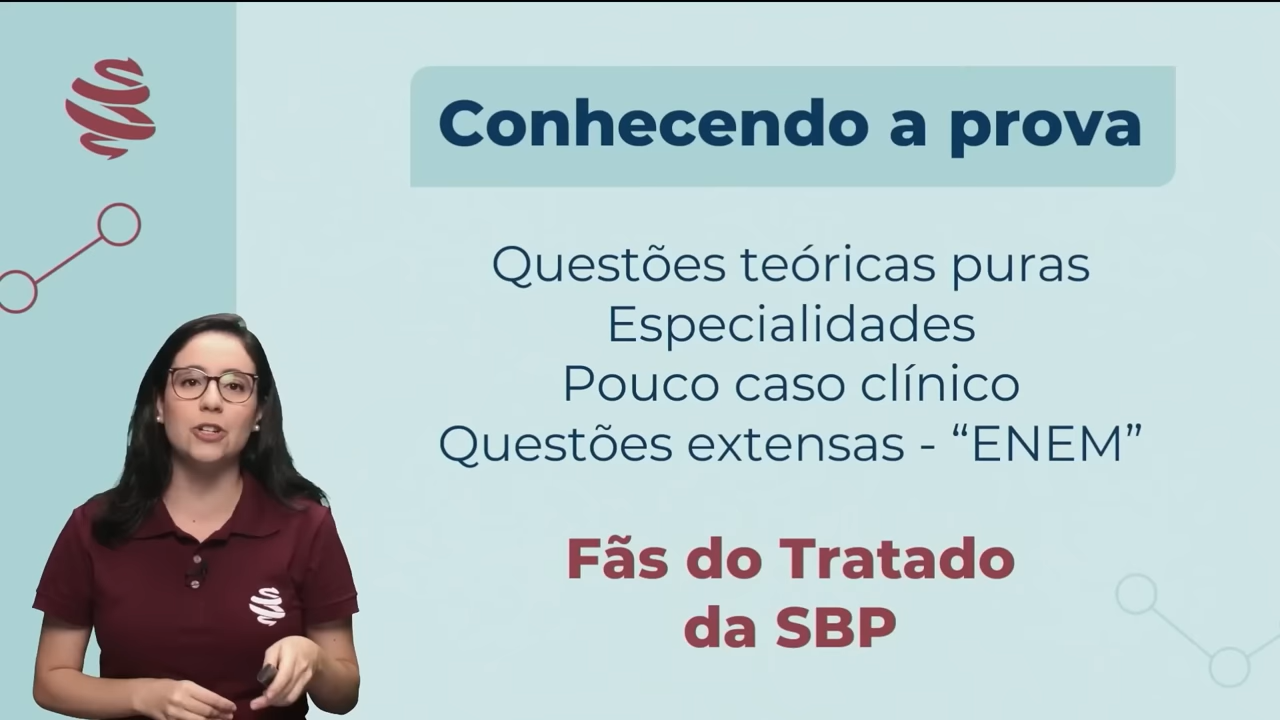 Conhecendo a prova
Questões teóricas puras
Especialidades
Pouco caso clínico
Questões extensas - “ENEM”
Fãs do Tratado
da SBP